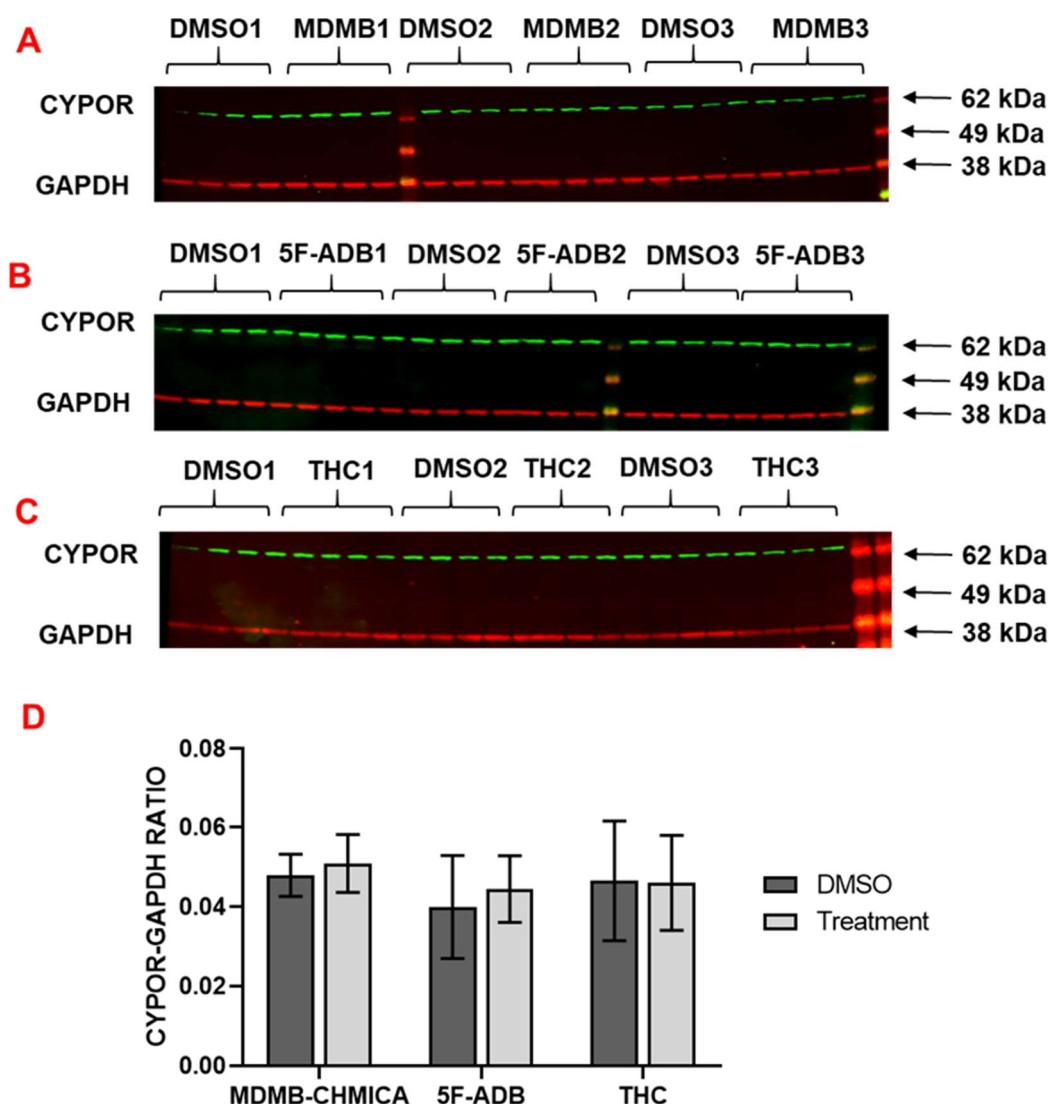 A
DMSO1 MDMB1 DMSO2 MDMB2 DMSO3 MDMB3
CYPOR
62 kDa
49 kDa
38 kDa
GAPDH
B
DMSO1 5F-ADB1 DMSO2 5F-ADB2 DMSO3 5F-ADB3
CYPOR
62 kDa
49 kDa
GAPDH
38 kDa
C
DMSO1 THC1 DMSO2 THC2 DMSO3 THC3
CYPOR
62 kDa
49 kDa
GAPDH
38 kDa
D
CYPOR-GAPDH RATIO
0.08
0.06
0.04
0.02
0.00
MDMB-CHMICA 5F-ADB THC
DMSO
Treatment